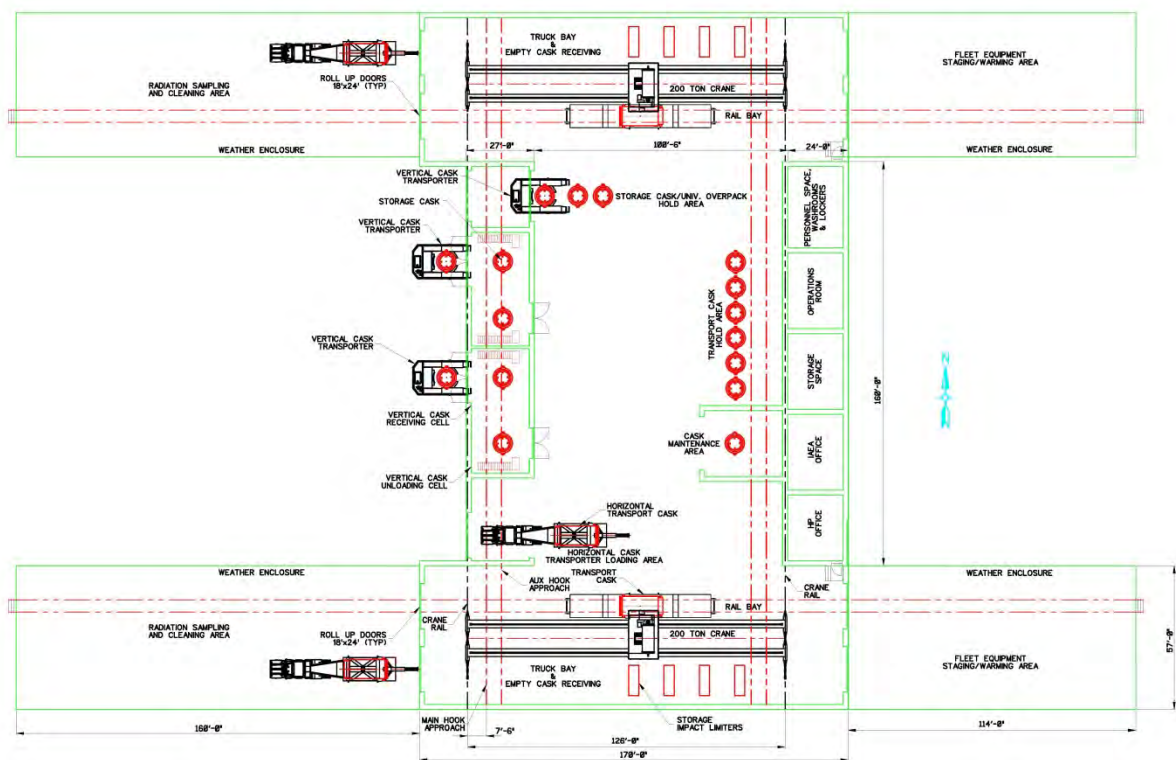 TRUCK BAY
&
EMPTY CASK RECEIVING
ROLL UP DOORS
18'x24' (TYP)
RADIATION SAMPLING
AND CLEANING AREA
FLEET EQUIPMENT
STAGING/WARMING AREA
200 TON CRANE
RAIL BAY
WEATHER ENCLOSURE
27'-0"
100'-6"
24'-0"
WEATHER ENCLOSURE
VERTICAL CASK
TRANSPORTER
STORAGE CASK
VERTICAL CASK
TRANSPORTER
STORAGE CASK/UNIV. OVERPACK
HOLD AREA
PERSONNEL SPACE,
WASHROOMS
& LOCKERS
OPERATIONS
ROOM
TRANSPORT CASK
HOLD AREA
VERTICAL CASK
TRANSPORTER
STORAGE
SPACE
160'-0"
N
VERTICAL CASK
RECEIVING CELL
CASK
MAINTENANCE
AREA
IAEA
OFFICE
VERTICAL CASK
UNLOADING CELL
HP
OFFICE
HORIZONTAL
TRANSPORT CASK
HORIZONTAL CASK
TRANSPORTER LOADING AREA
WEATHER ENCLOSURE
AUX HOOK
APPROACH
TRANSPORT
CASK
CRANE
RAIL
WEATHER ENCLOSURE
RADIATION SAMPLING
AND CLEANING AREA
ROLL UP DOORS
18'x24' (TYP)
CRANE
RAIL
RAIL BAY
200 TON CRANE
57'-0"
TRUCK BAY
&
EMPTY CASK RECEIVING
FLEET EQUIPMENT
STAGING/WARMING AREA
MAIN HOOK
APPROACH
7'-6"
STORAGE
IMPACT LIMITERS
160'-0"
126'-0"
170'-0"
114'-0"